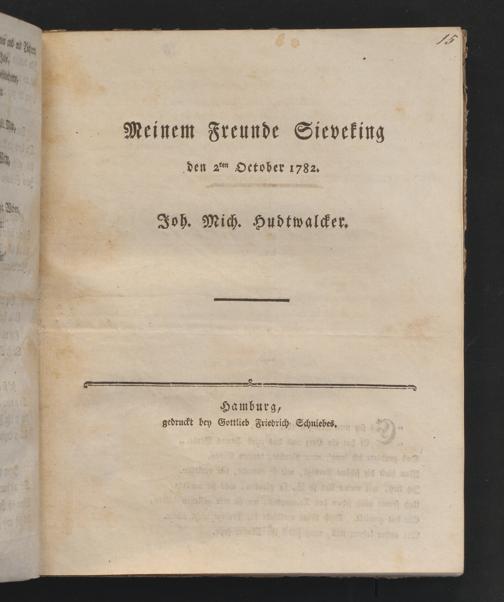 15
Meinem Freunde Sieveking
den 2ten October 1782.
Joh. Mich. Hudtwalcker.
Hamburg,
gedruckt bey Gottlieb Friedrich Schniebes.